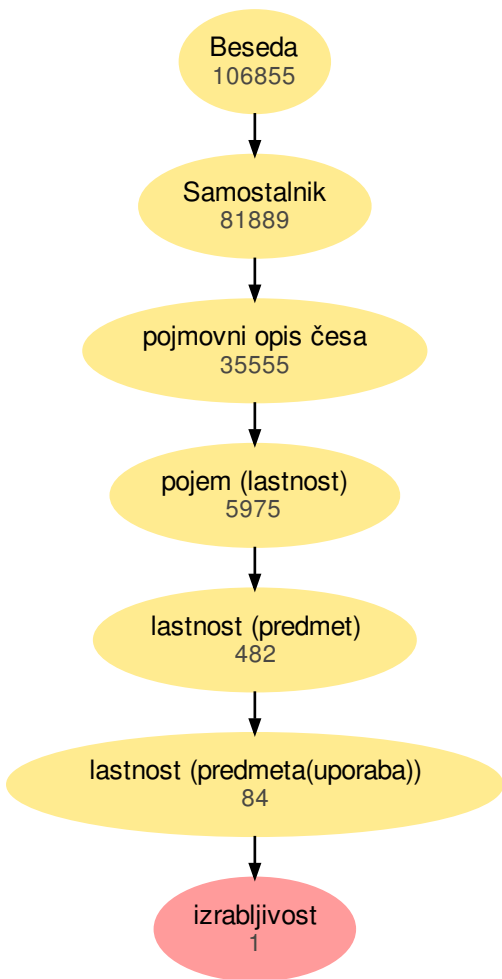 Beseda
106855
Samostalnik
81889
pojmovni opis česa
35555
pojem (lastnost)
5975
lastnost (predmet)
482
lastnost (predmeta(uporaba))
84
izrabljivost
1